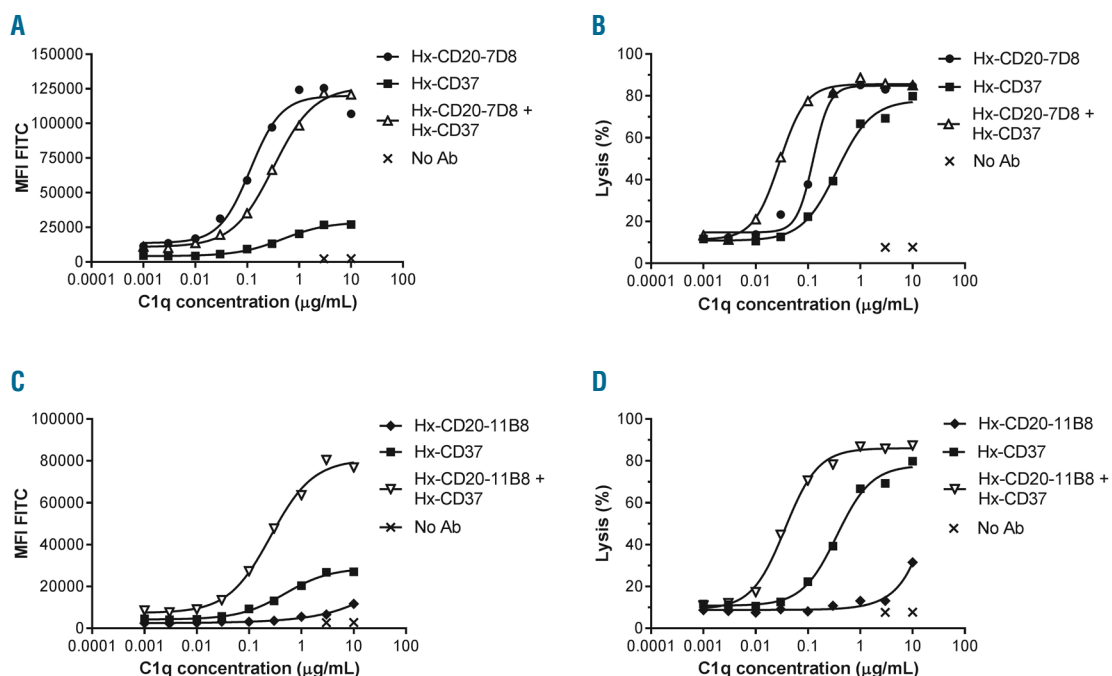 A
150000
125000
100000
75000
50000
25000
0
MFI FITC
0.0001 0.001 0.01 0.1 1 10 100
C1q concentration (μg/mL)
Hx-CD20-7D8
Hx-CD37
Hx-CD20-7D8 +
Hx-CD37
No Ab
B
100
80
60
40
20
0
Lysis (%)
0.0001 0.001 0.01 0.1 1 10 100
C1q concentration (μg/mL)
Hx-CD20-7D8
Hx-CD37
Hx-CD20-7D8 +
Hx-CD37
No Ab
C
100000
80000
60000
40000
20000
0
MFI FITC
0.0001 0.001 0.01 0.1 1 10 100
C1q concentration (μg/mL)
Hx-CD20-11B8
Hx-CD37
Hx-CD20-11B8 +
Hx-CD37
No Ab
D
100
80
60
40
20
0
Lysis (%)
0.0001 0.001 0.01 0.1 1 10 100
C1q concentration (μg/mL)
Hx-CD20-11B8
Hx-CD37
Hx-CD20-11B8 +
Hx-CD37
No Ab